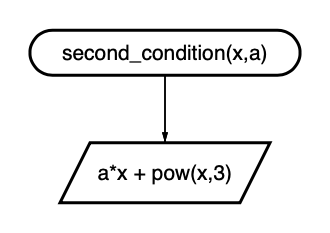 second_condition(x,a)
a*x + pow(x,3)